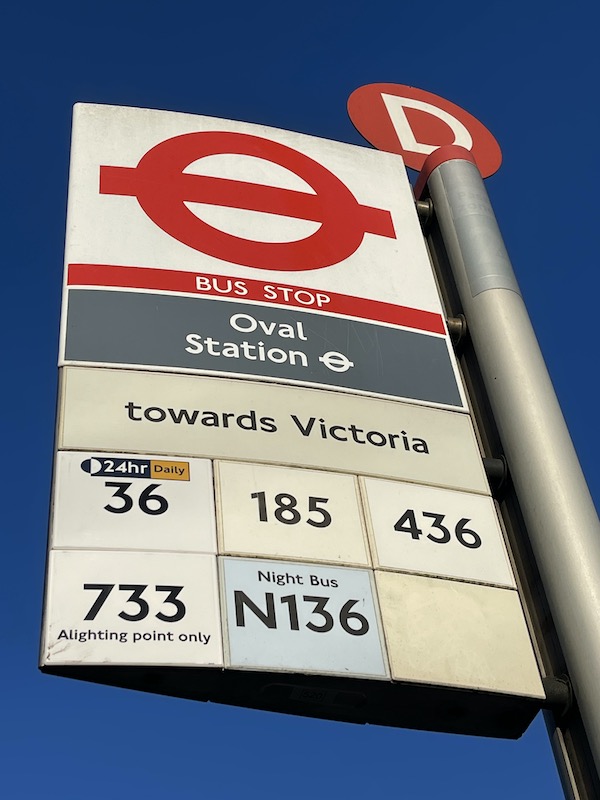 D
BUS STOP
Oval
Station
towards Victoria
24hr Daily
36
185
436
733
Alighting point only
Night Bus
N136